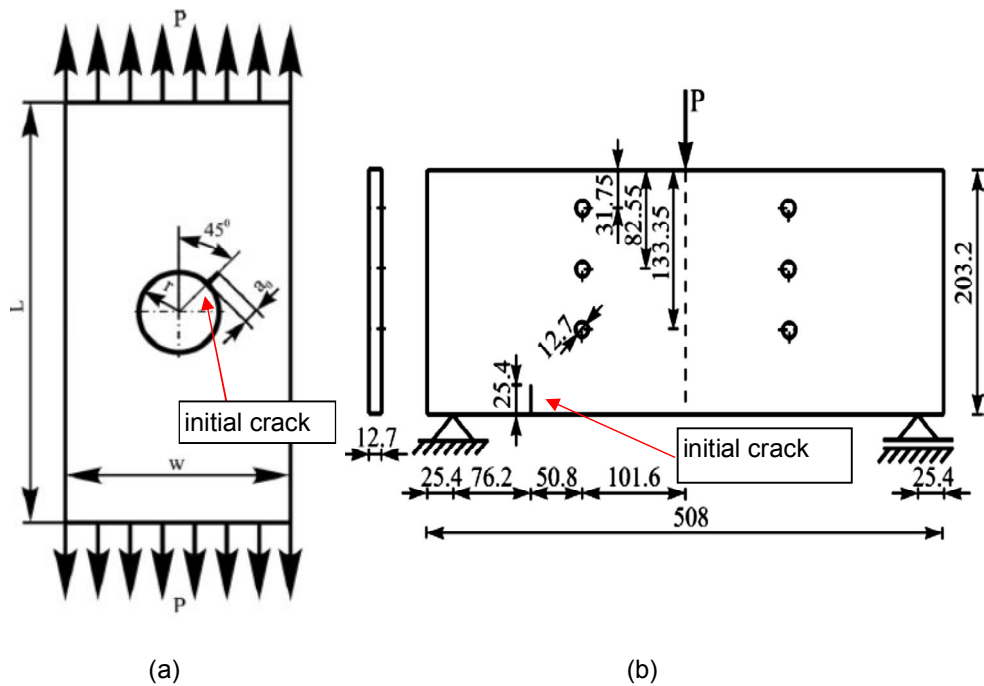 P
45⁰
r
a₀
L
initial crack
w
P
(a)
P
31.75
82.55
133.35
203.2
12.7
25.4
initial crack
12.7
25.4
76.2
50.8
101.6
25.4
508
(b)